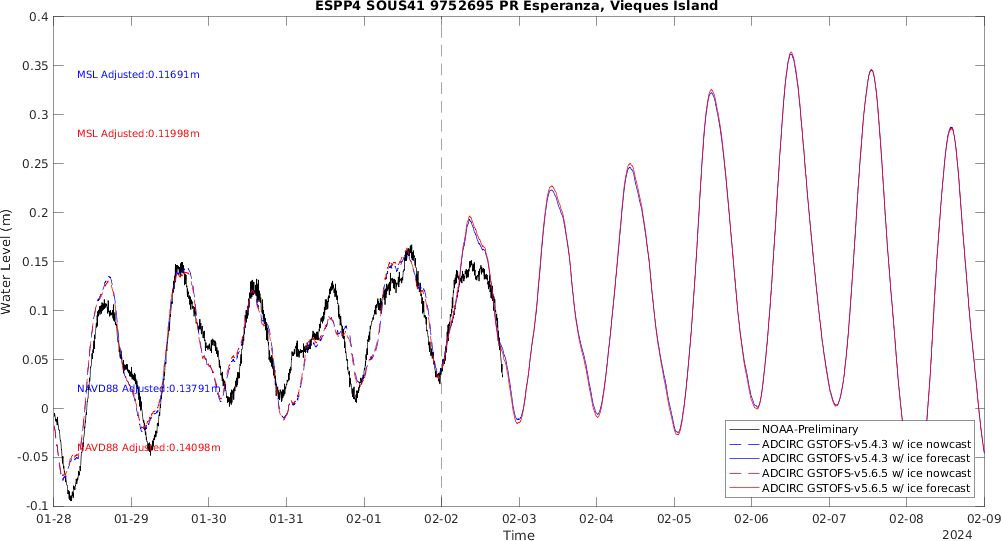 ESPP4 SOUS41 9752695 PR Esperanza, Vieques Island
0.4
0.35
0.3
0.25
0.2
0.15
0.1
0.05
0
-0.05
-0.1
Water Level (m)
MSL Adjusted:0.11691m
MSL Adjusted:0.11998m
NAVD88 Adjusted:0.13791m
NAVD88 Adjusted:0.14098m
NOAA-Preliminary
ADCIRC GSTOFS-v5.4.3 w/ ice nowcast
ADCIRC GSTOFS-v5.4.3 w/ ice forecast
ADCIRC GSTOFS-v5.6.5 w/ ice nowcast
ADCIRC GSTOFS-v5.6.5 w/ ice forecast
01-28 01-29 01-30 01-31 02-01 02-02 02-03 02-04 02-05 02-06 02-07 02-08 02-09
Time
2024